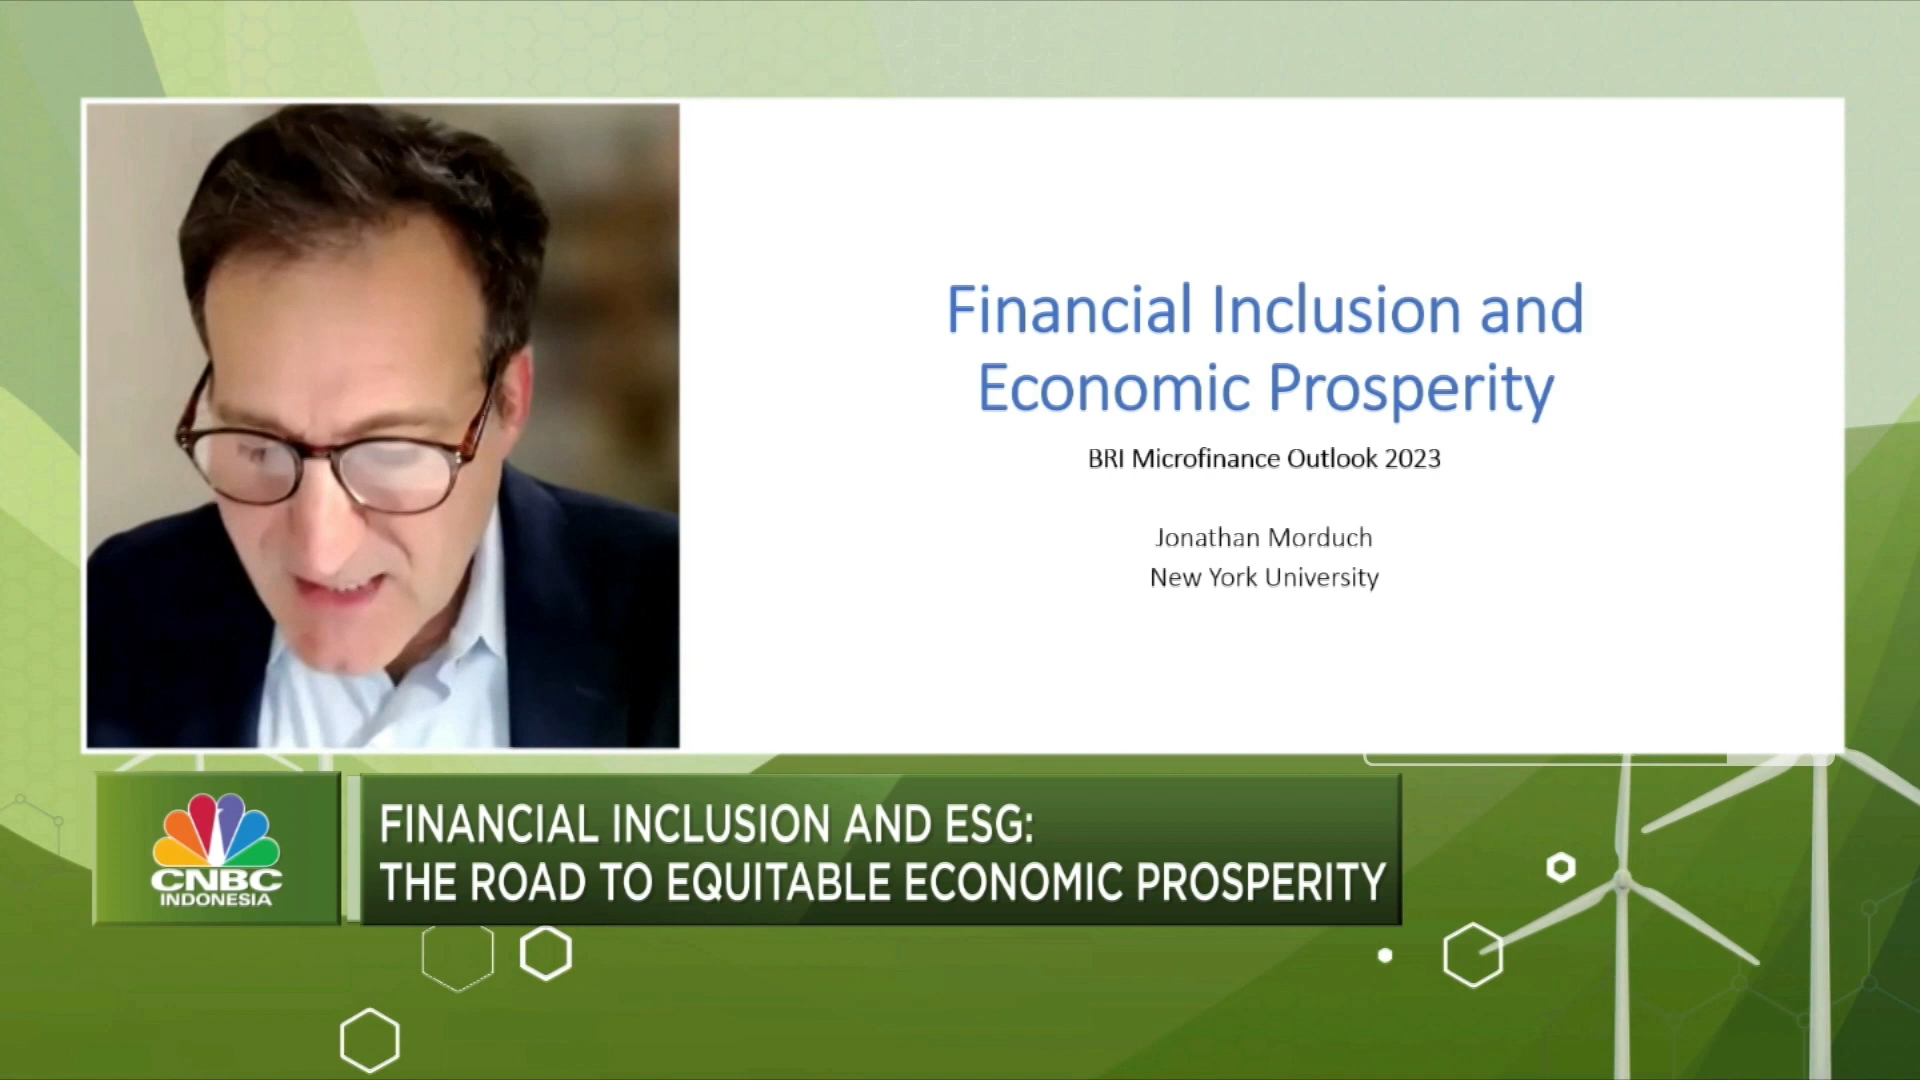 Financial Inclusion and
Economic Prosperity
BRI Microfinance Outlook 2023
Jonathan Morduch
New York University
CNBC
INDONESIA
FINANCIAL INCLUSION AND ESG:
THE ROAD TO EQUITABLE ECONOMIC PROSPERITY